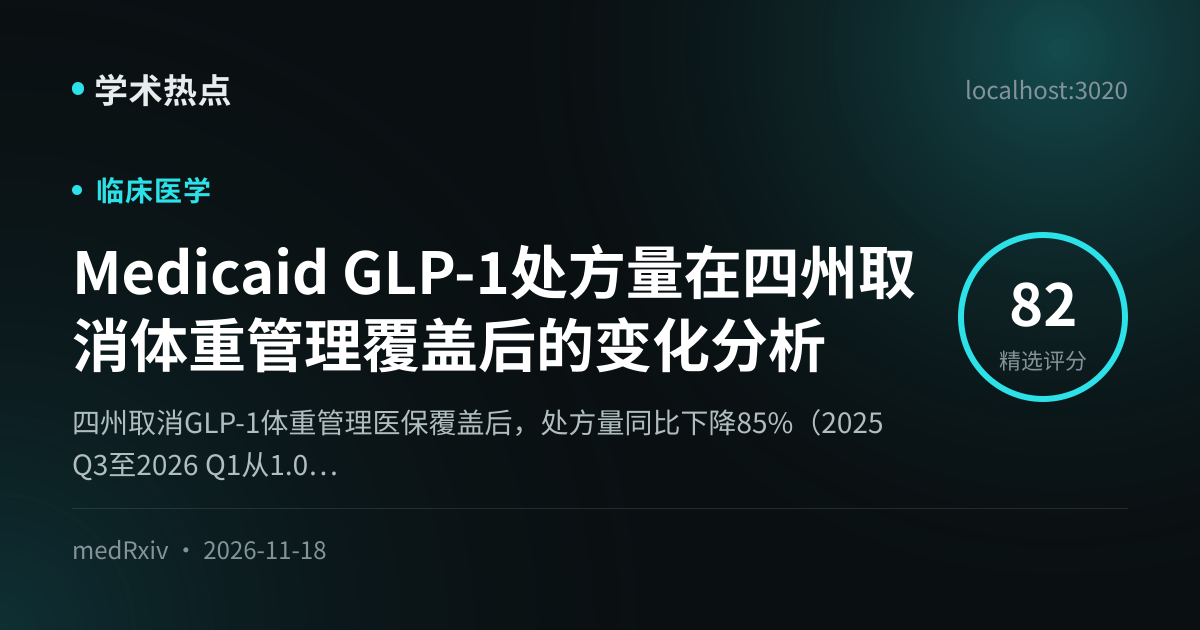 学术热点
localhost:3020
临床医学
Medicaid GLP-1处方量在四州取
消体重管理覆盖后的变化分析
82
精选评分
四州取消GLP-1体重管理医保覆盖后，处方量同比下降85%（2025
Q3至2026 Q1从1.0…
medRxiv · 2026-11-18